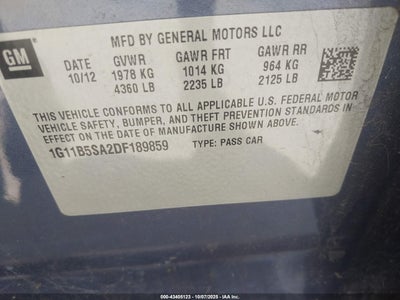 GM
MFD BY GENERAL MOTORS LLC
DATE GVWR GAWR FRT GAWR RR
10/12 1978 KG 1014 KG 964 KG
4360 LB 2235 LB 2125 LB
THIS VEHICLE CONFORMS TO ALL APPLICABLE U.S. FEDERAL MOTOR
VEHICLE SAFETY, BUMPER, AND THEFT PREVENTION STANDARDS IN
EFFECT ON THE DATE OF MANUFACTURE SHOWN ABOVE.
1G11B5SA2DF189859 TYPE: PASS CAR
000-43405123 - 10/07/2025 - IAA Inc.